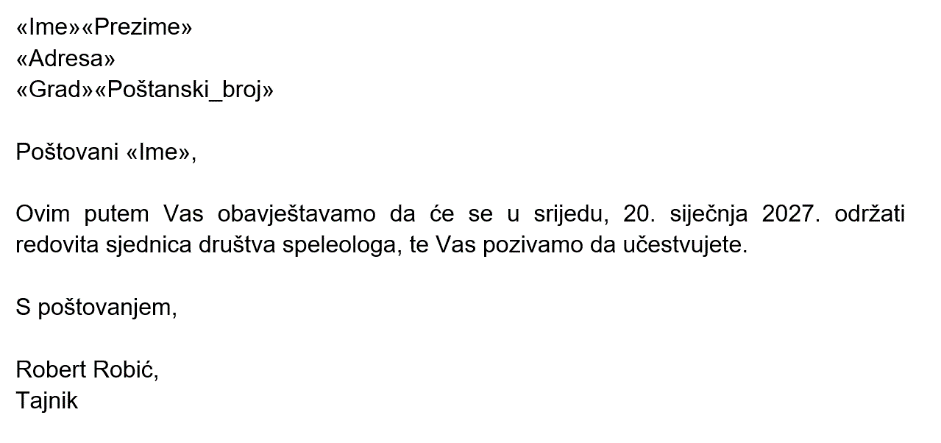 «Ime»«Prezime»
«Adresa»
«Grad»«Poštanski_broj»
Poštovani «Ime»,
Ovim putem Vas obavještavamo da će se u srijedu, 20. siječnja 2027. održati
redovita sjednica društva speleologa, te Vas pozivamo da učestvujete.
S poštovanjem,
Robert Robić,
Tajnik